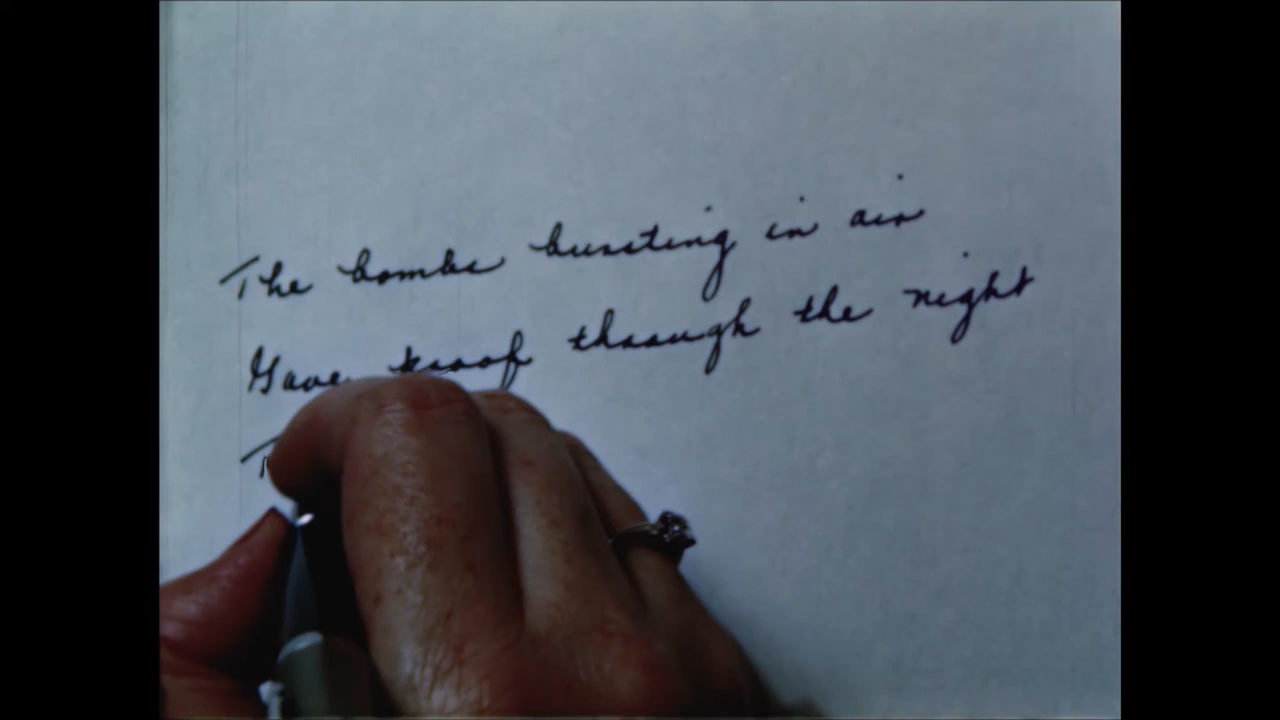 The bombs bursting in air
Gave proof through the night
T